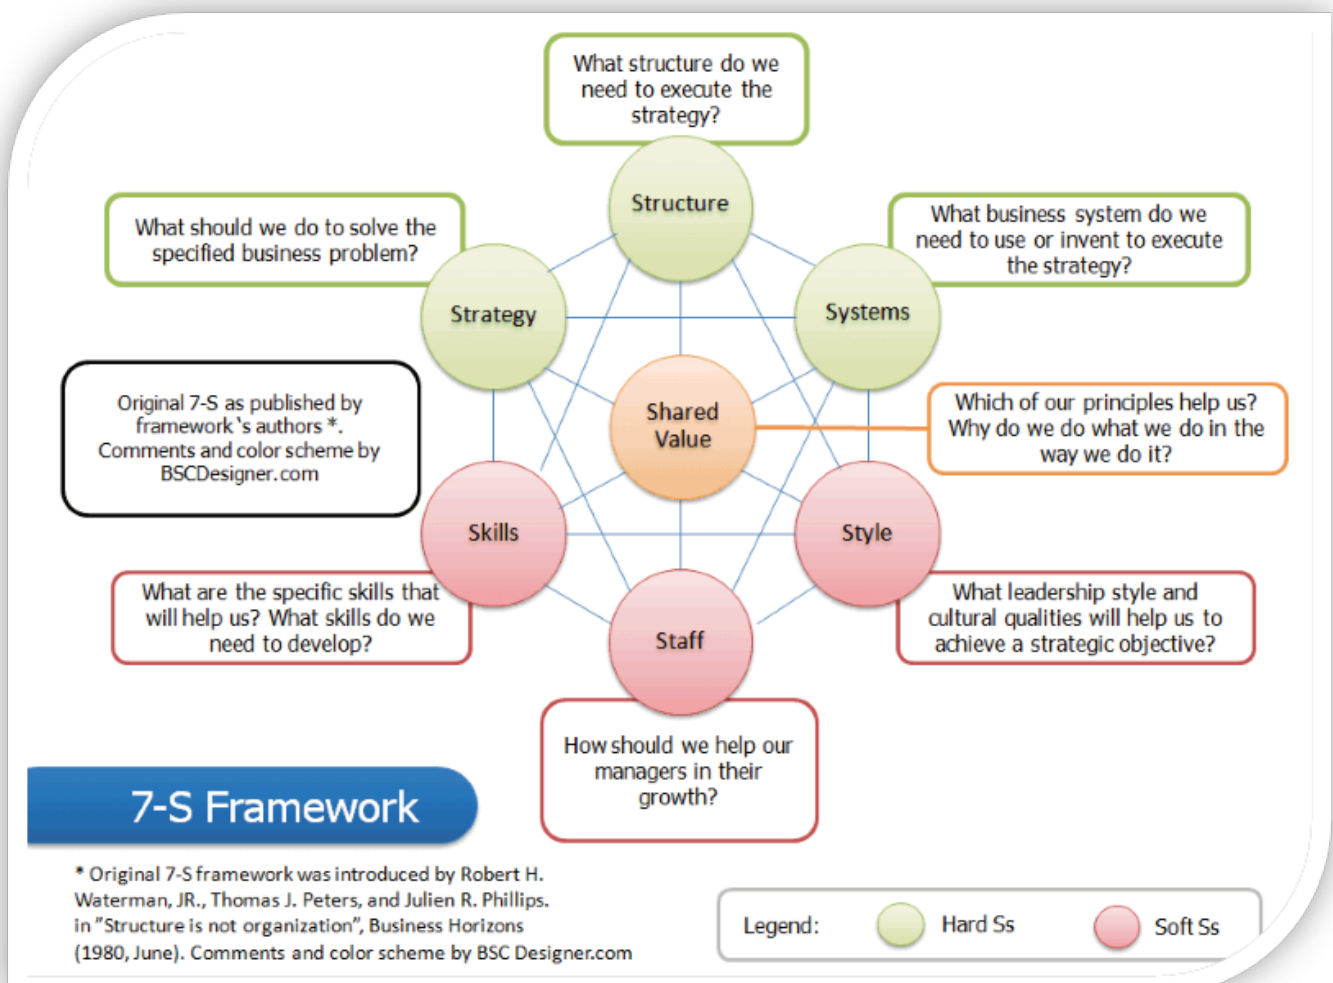 What structure do we
need to execute the
strategy?
Structure
What should we do to solve the
specified business problem?
What business system do we
need to use or invent to execute
the strategy?
Strategy
Systems
Original 7-S as published by
framework`s authors *.
Comments and color scheme by
BSCDesigner.com
Shared
Value
Which of our principles help us?
Why do we do what we do in the
way we do it?
Skills
Style
What are the specific skills that
will help us? What skills do we
need to develop?
What leadership style and
cultural qualities will help us to
achieve a strategic objective?
Staff
How should we help our
managers in their
growth?
7-S Framework
* Original 7-S framework was introduced by Robert H.
Waterman, JR., Thomas J. Peters, and Julien R. Phillips.
in "Structure is not organization", Business Horizons
(1980, June). Comments and color scheme by BSC Designer.com
Legend:
Hard Ss
Soft Ss